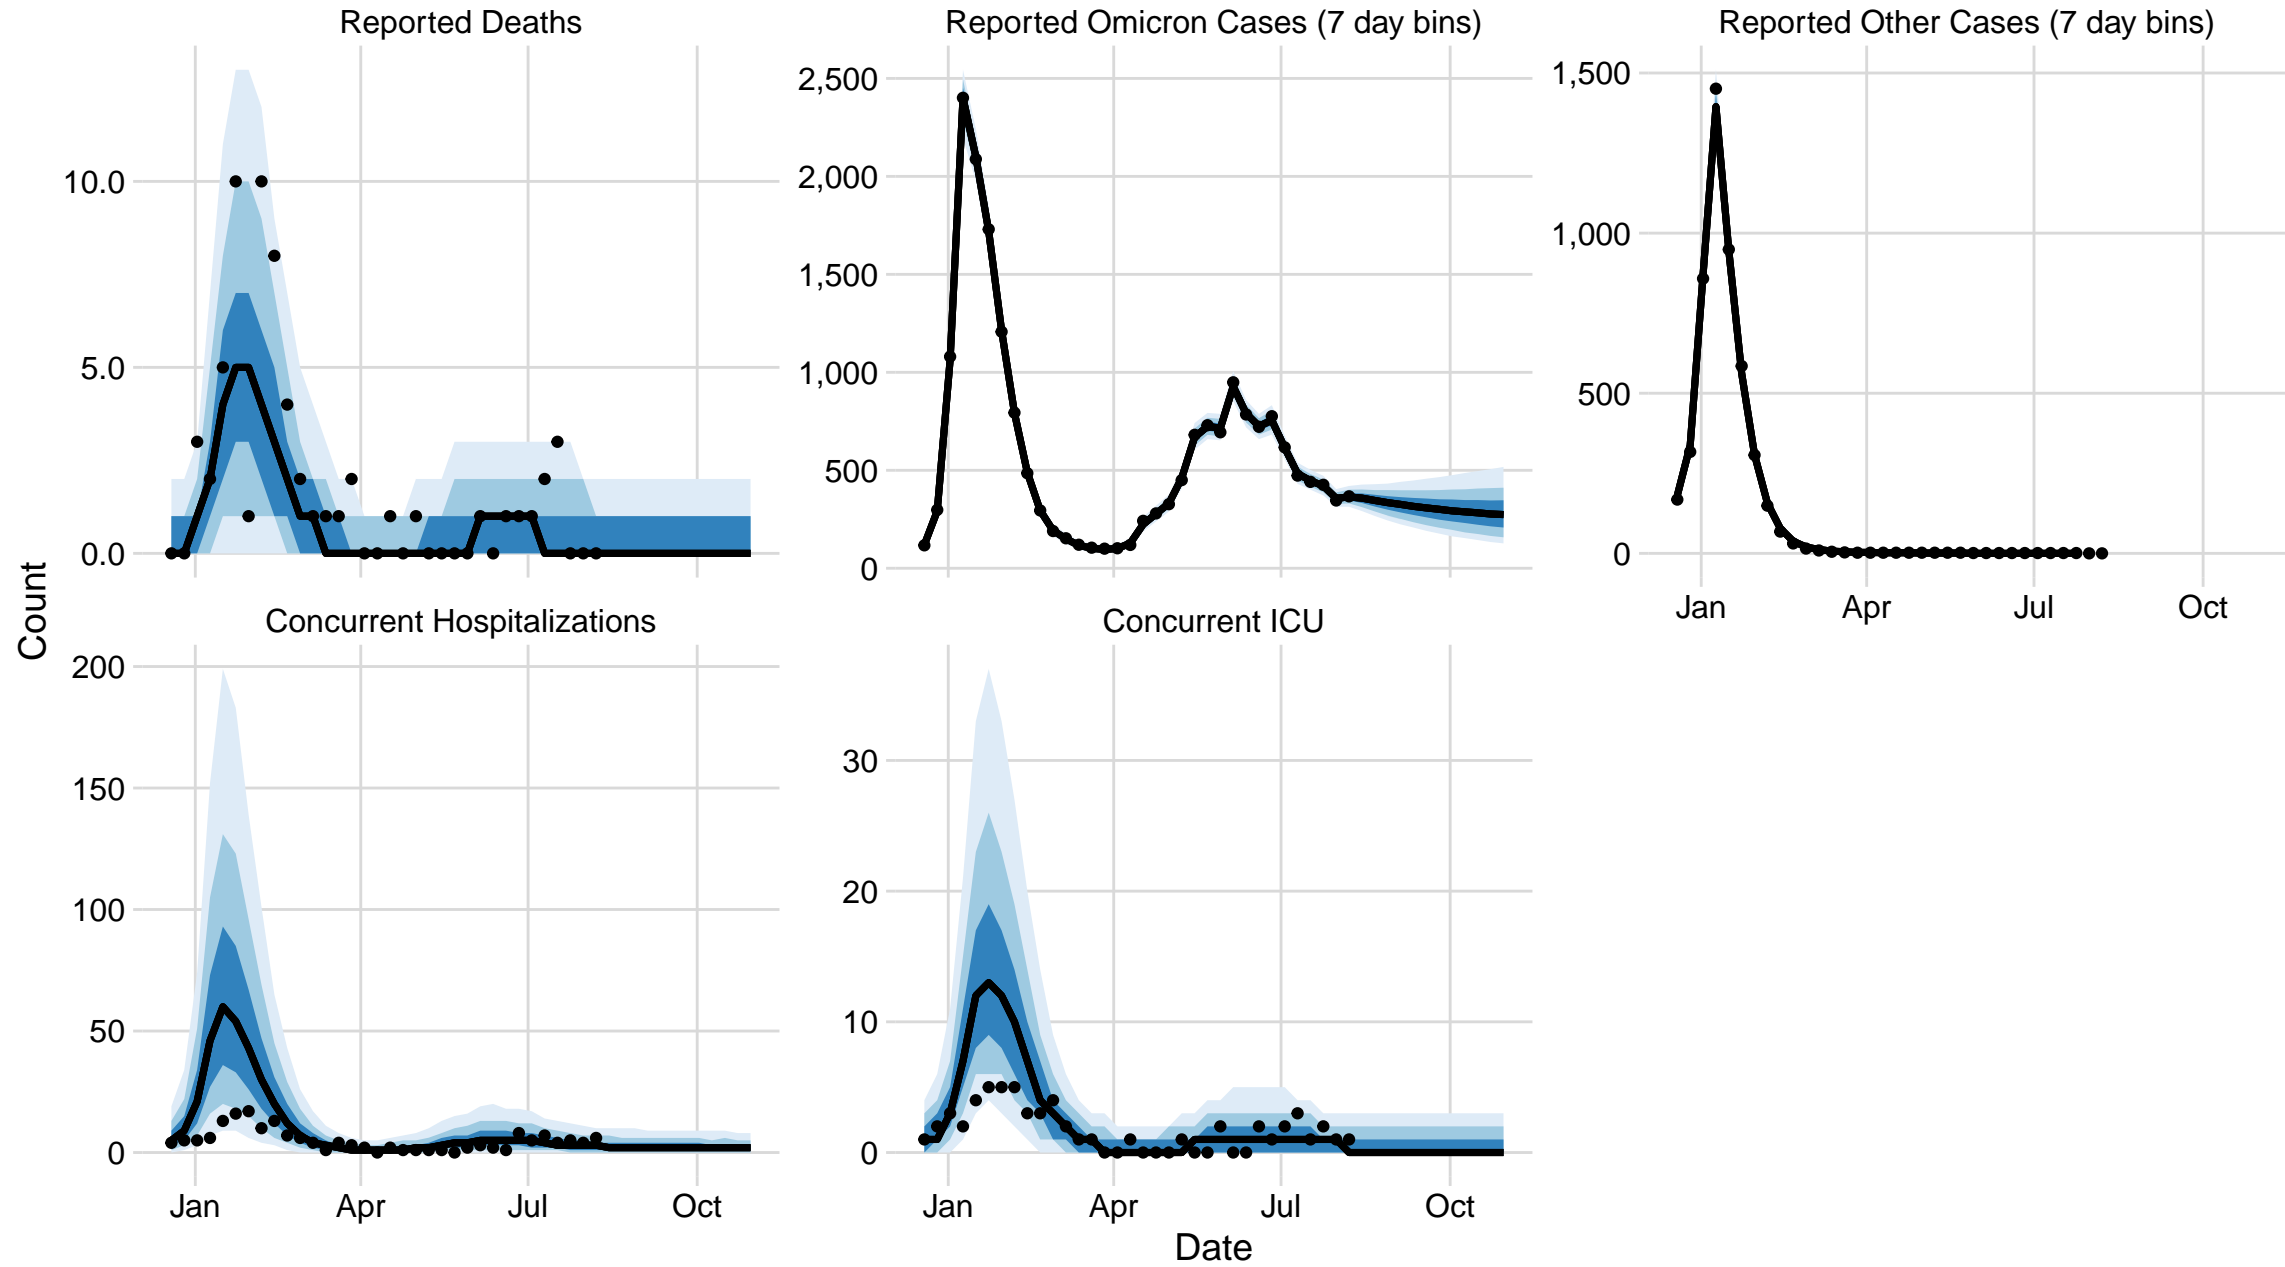 Reported Deaths
Reported Omicron Cases (7 day bins)
Reported Other Cases (7 day bins)
10.0
5.0
0.0
2,500
2,000
1,500
1,000
500
0
1,500
1,000
500
0
Jan Apr Jul Oct
Count
Concurrent Hospitalizations
Concurrent ICU
200
150
100
50
0
30
20
10
0
Jan Apr Jul Oct
Jan Apr Jul Oct
Date